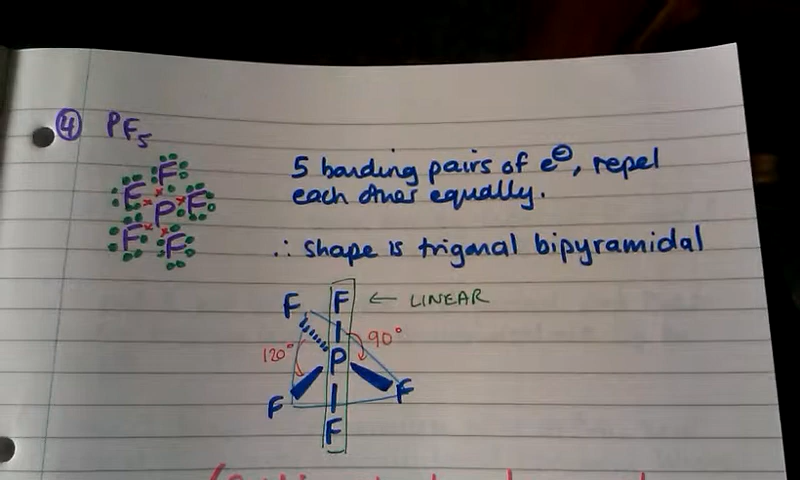 ④ PF₅
5 bonding pairs of e⊖, repel
each other equally.
∴ shape is trigonal bipyramidal
F
F F
P
F F
F F ← LINEAR
120° 90°
P
F F
F